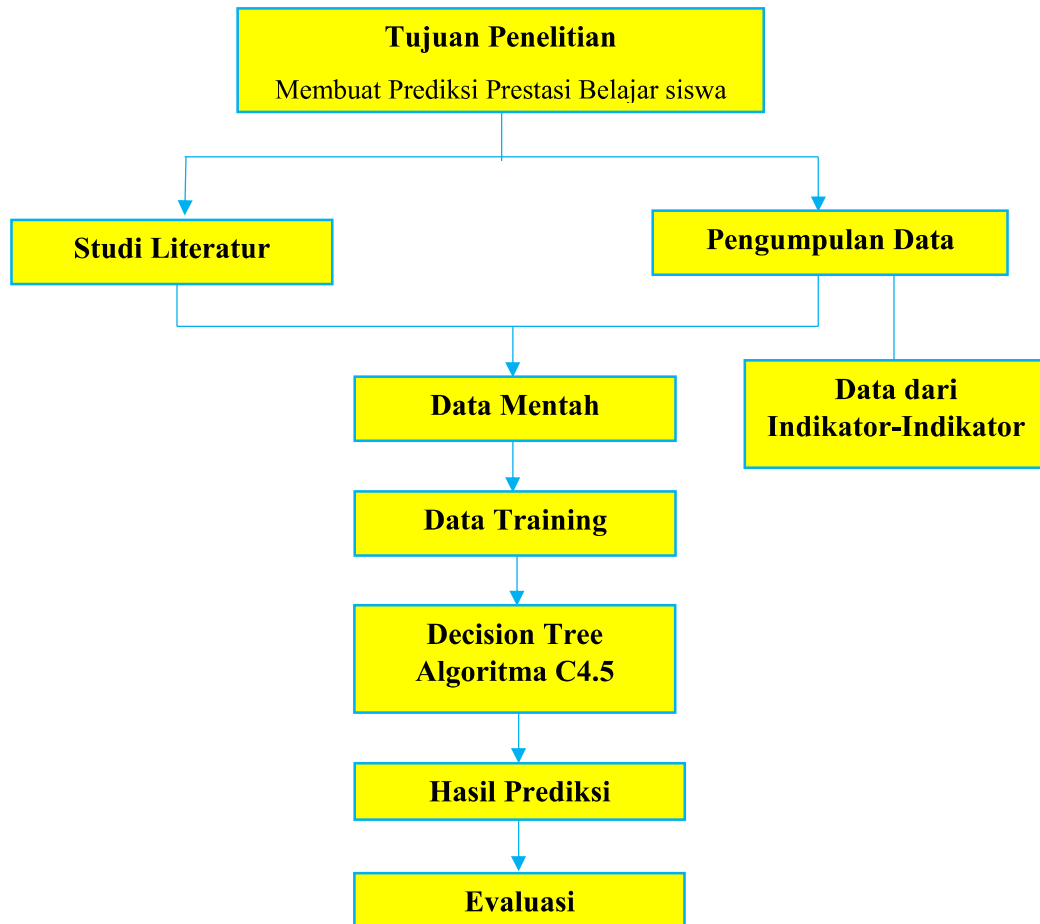 Tujuan Penelitian
Membuat Prediksi Prestasi Belajar siswa
Studi Literatur
Pengumpulan Data
Data Mentah
Data dari
Indikator-Indikator
Data Training
Decision Tree
Algoritma C4.5
Hasil Prediksi
Evaluasi